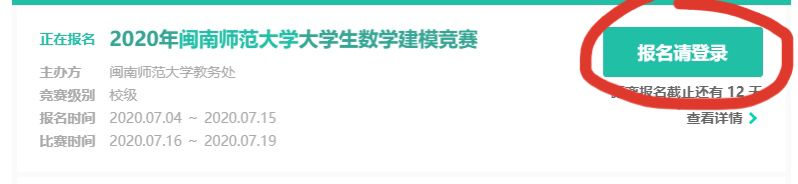 正在报名 2020年闽南师范大学大学生数学建模竞赛
报名请登录
主办方 闽南师范大学教务处
竞赛级别 校级
距离报名截止还有 12 天
报名时间 2020.07.04 ~ 2020.07.15
查看详情
比赛时间 2020.07.16 ~ 2020.07.19